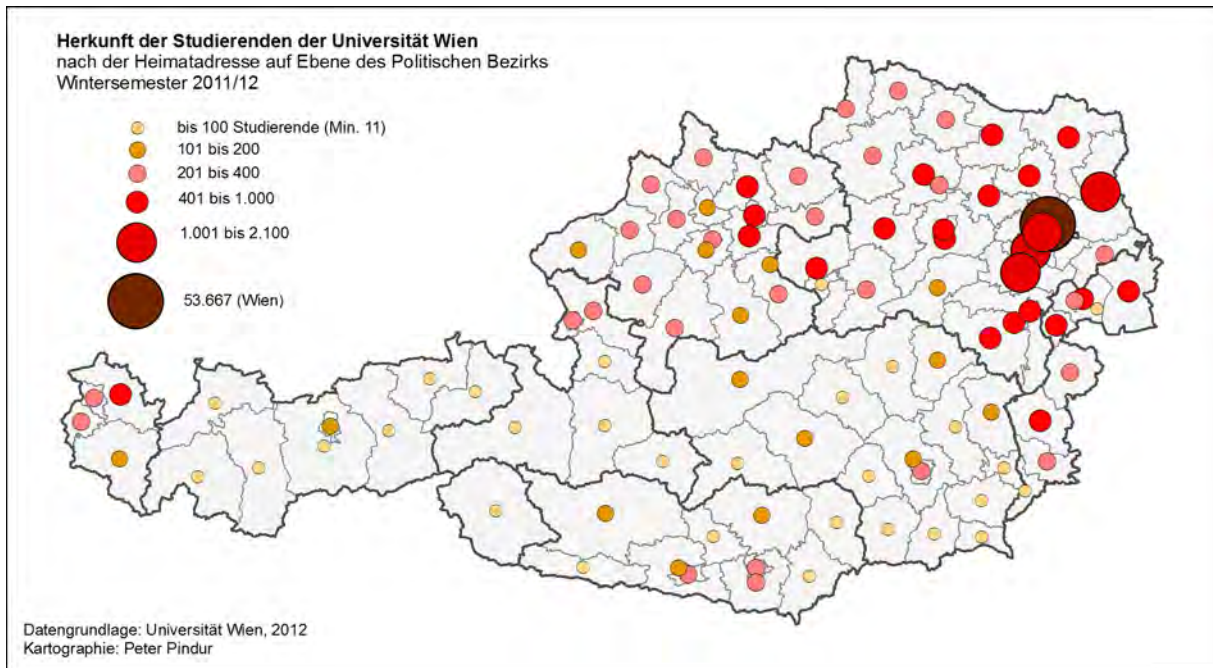 Herkunft der Studierenden der Universität Wien
nach der Heimatadresse auf Ebene des Politischen Bezirks
Wintersemester 2011/12
bis 100 Studierende (Min. 11)
101 bis 200
201 bis 400
401 bis 1.000
1.001 bis 2.100
53.667 (Wien)
Datengrundlage: Universität Wien, 2012
Kartographie: Peter Pindur